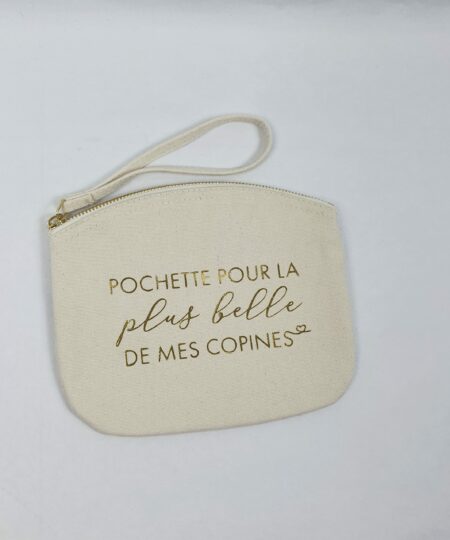 POCHETTE POUR LA
plus belle
DE MES COPINES